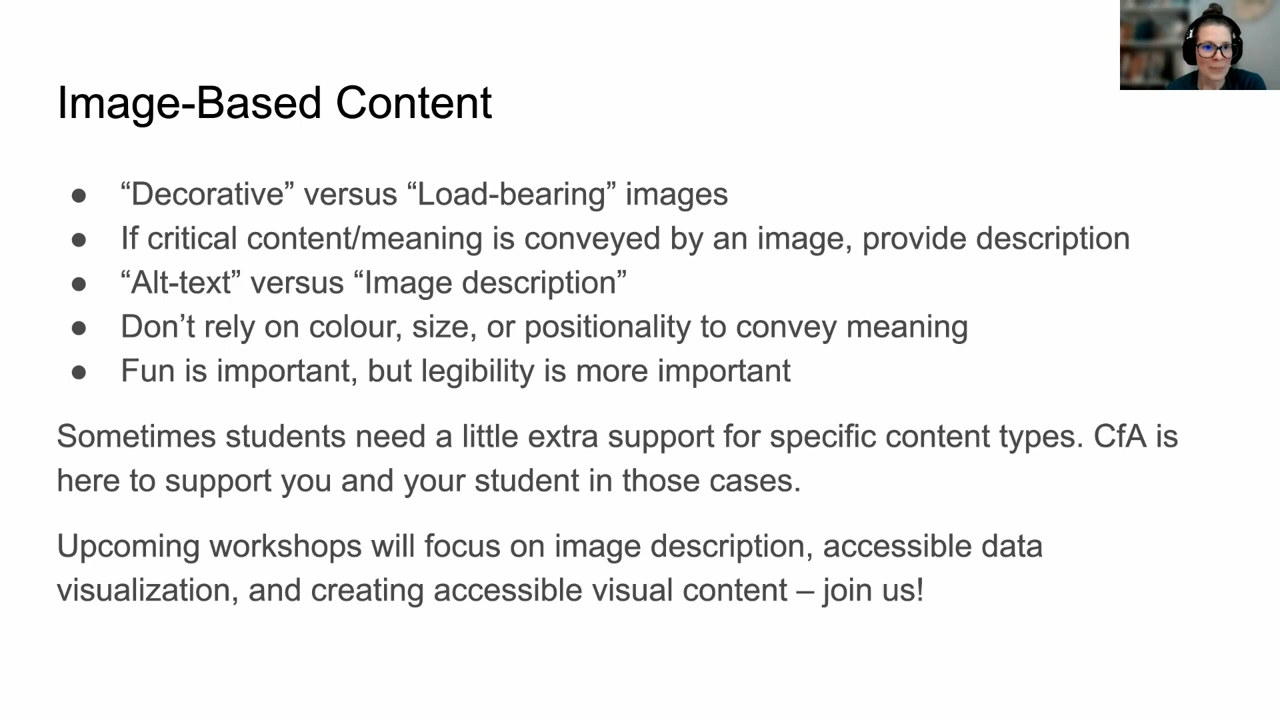 Image-Based Content
● “Decorative” versus “Load-bearing” images
● If critical content/meaning is conveyed by an image, provide description
● “Alt-text” versus “Image description”
● Don’t rely on colour, size, or positionality to convey meaning
● Fun is important, but legibility is more important
Sometimes students need a little extra support for specific content types. CfA is
here to support you and your student in those cases.
Upcoming workshops will focus on image description, accessible data
visualization, and creating accessible visual content – join us!